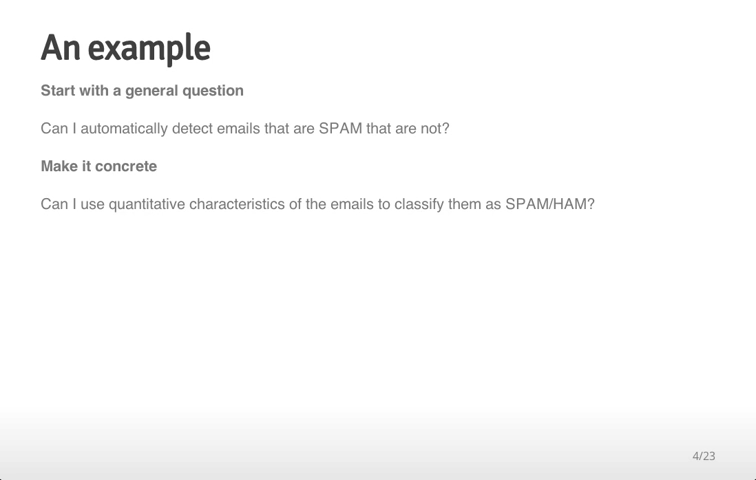 An example
Start with a general question
Can I automatically detect emails that are SPAM that are not?
Make it concrete
Can I use quantitative characteristics of the emails to classify them as SPAM/HAM?
4/23